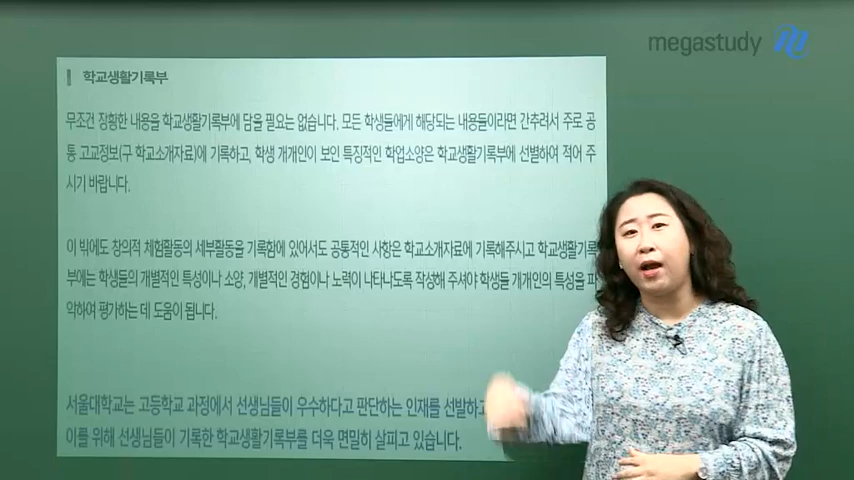 megastudy
학교생활기록부
무조건 장황한 내용을 학교생활기록부에 담을 필요는 없습니다. 모든 학생들에게 해당되는 내용들이라면 간추려서 주로 공
통 고교정보(구 학교소개자료)에 기록하고, 학생 개개인이 보인 특징적인 학업소양은 학교생활기록부에 선별하여 적어 주
시기 바랍니다.
이 밖에도 창의적 체험활동의 세부활동을 기록함에 있어서도 공통적인 사항은 학교소개자료에 기록해주시고 학교생활기록
부에는 학생들의 개별적인 특성이나 소양, 개별적인 경험이나 노력이 나타나도록 작성해 주셔야 학생들 개개인의 특성을 파
악하여 평가하는 데 도움이 됩니다.
서울대학교는 고등학교 과정에서 선생님들이 우수하다고 판단하는 인재를 선발하고
이를 위해 선생님들이 기록한 학교생활기록부를 더욱 면밀히 살피고 있습니다.